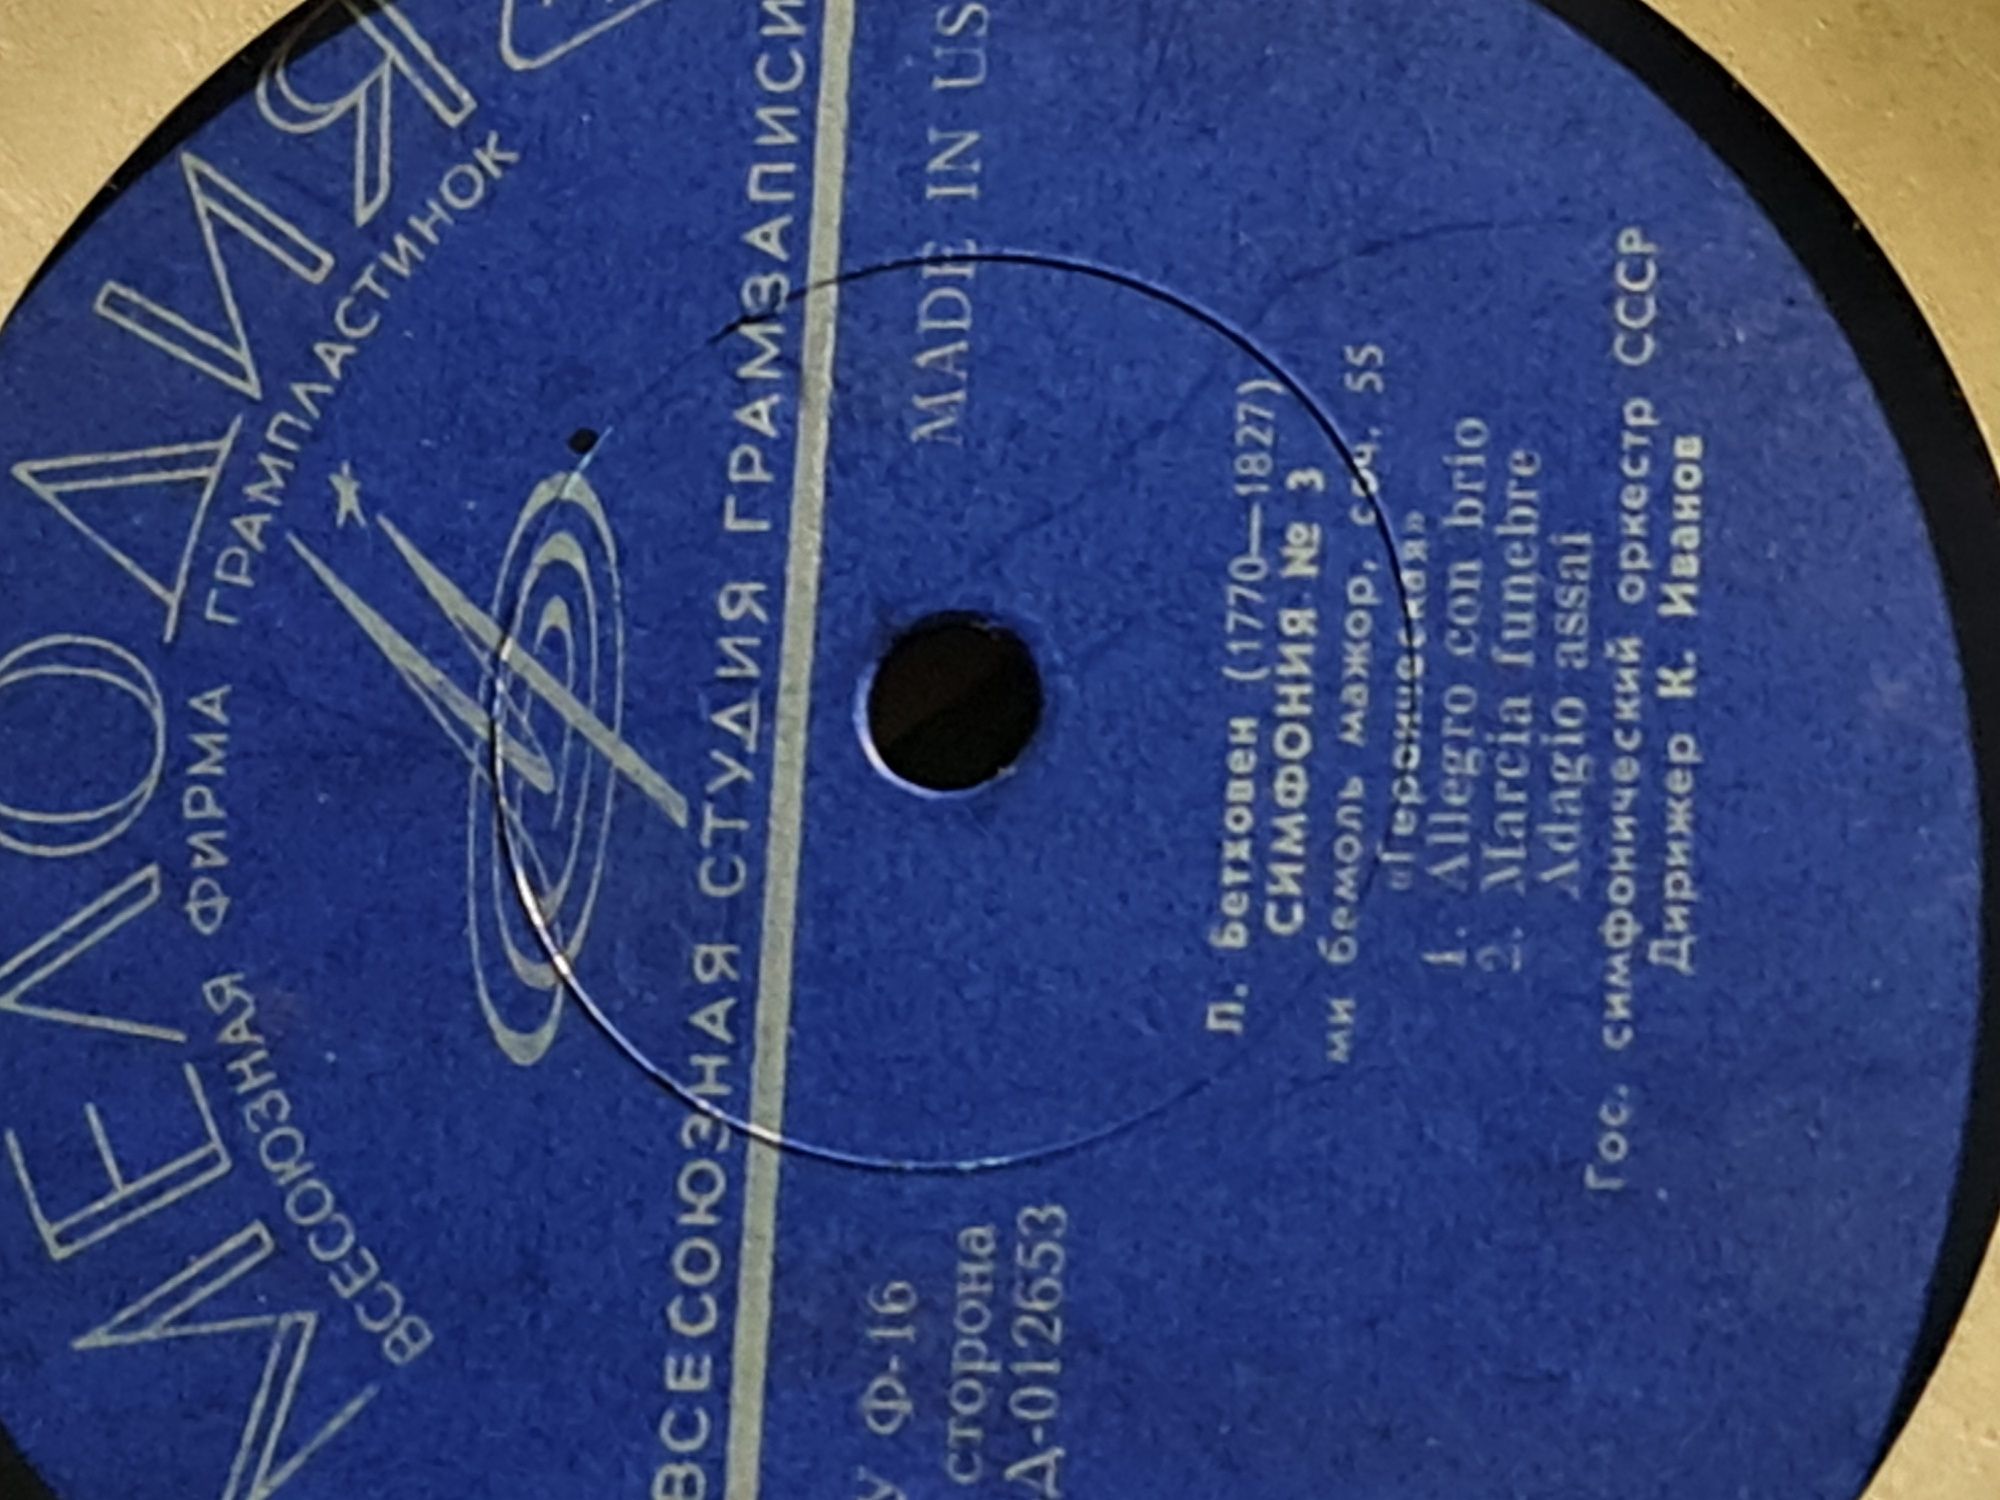 МЕЛОДИЯ
ВСЕСОЮЗНАЯ ФИРМА ГРАМПЛАСТИНОК
ВСЕСОЮЗНАЯ СТУДИЯ ГРАМЗАПИСИ
MADE IN US
У Ф-16
сторона
Д-012653
Л. Бетховен (1770—1827)
СИМФОНИЯ № 3
ми бемоль мажор, соч. 55
«Героическая»
1. Allegro con brio
2. Marcia funebre
Adagio assai
Гос. симфонический оркестр СССР
Дирижер К. Иванов